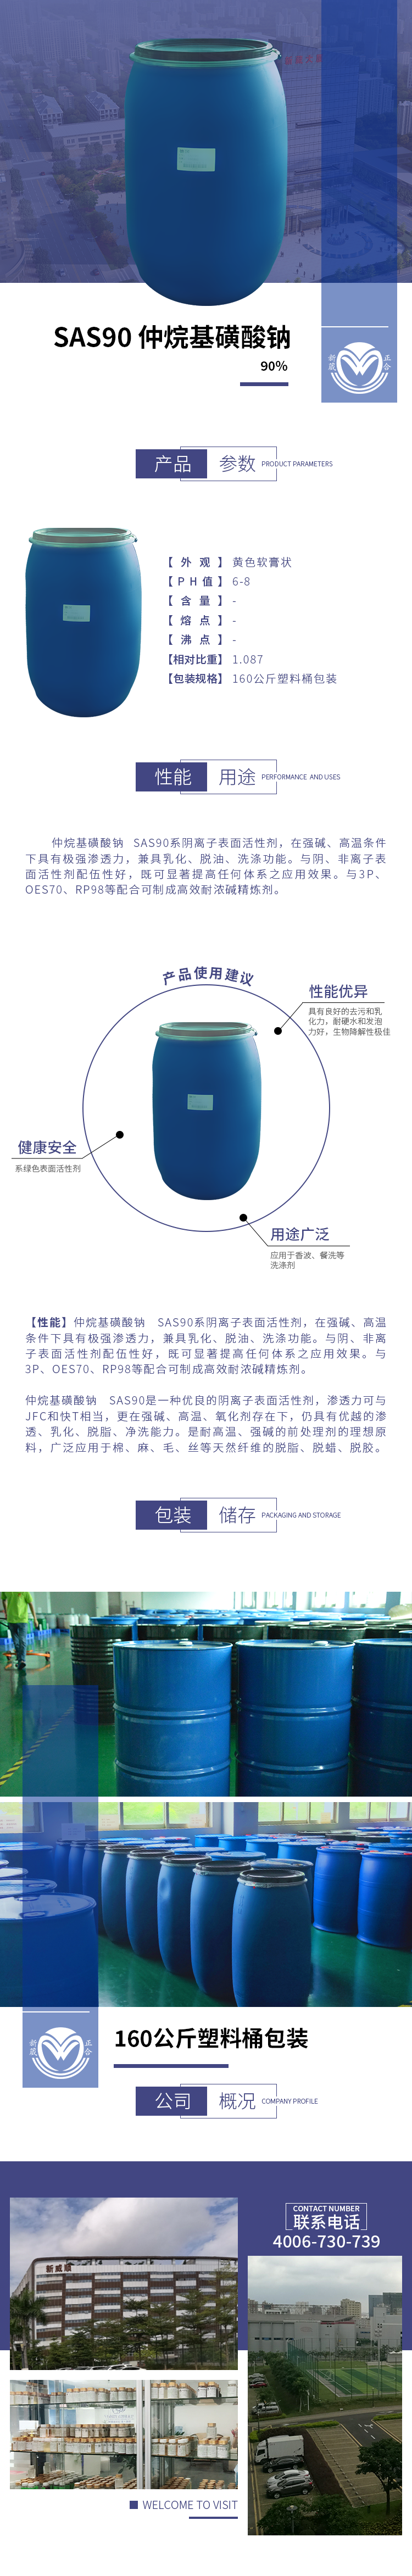 SAS90 仲烷基磺酸钠
90%
新晟
正合
产品 参数 PRODUCT PARAMETERS
【 外 观 】 黄色软膏状
【 P H 值 】 6-8
【 含 量 】 -
【 熔 点 】 -
【 沸 点 】 -
【相对比重】 1.087
【包装规格】 160公斤塑料桶包装
性能 用途 PERFORMANCE AND USES
仲烷基磺酸钠 SAS90系阴离子表面活性剂，在强碱、高温条件
下具有极强渗透力，兼具乳化、脱油、洗涤功能。与阴、非离子表
面活性剂配伍性好，既可显著提高任何体系之应用效果。与3P、
OES70、RP98等配合可制成高效耐浓碱精炼剂。
产品使用建议
性能优异
具有良好的去污和乳
化力，耐硬水和发泡
力好，生物降解性极佳
健康安全
系绿色表面活性剂
用途广泛
应用于香波、餐洗等
洗涤剂
【性能】仲烷基磺酸钠 SAS90系阴离子表面活性剂，在强碱、高温
条件下具有极强渗透力，兼具乳化、脱油、洗涤功能。与阴、非离
子表面活性剂配伍性好，既可显著提高任何体系之应用效果。与
3P、OES70、RP98等配合可制成高效耐浓碱精炼剂。
仲烷基磺酸钠 SAS90是一种优良的阴离子表面活性剂，渗透力可与
JFC和快T相当，更在强碱、高温、氧化剂存在下，仍具有优越的渗
透、乳化、脱脂、净洗能力。是耐高温、强碱的前处理剂的理想原
料，广泛应用于棉、麻、毛、丝等天然纤维的脱脂、脱蜡、脱胶。
包装 储存 PACKAGING AND STORAGE
新晟
正合
160公斤塑料桶包装
公司 概况 COMPANY PROFILE
CONTACT NUMBER
联系电话
4006-730-739
新威顺
WELCOME TO VISIT